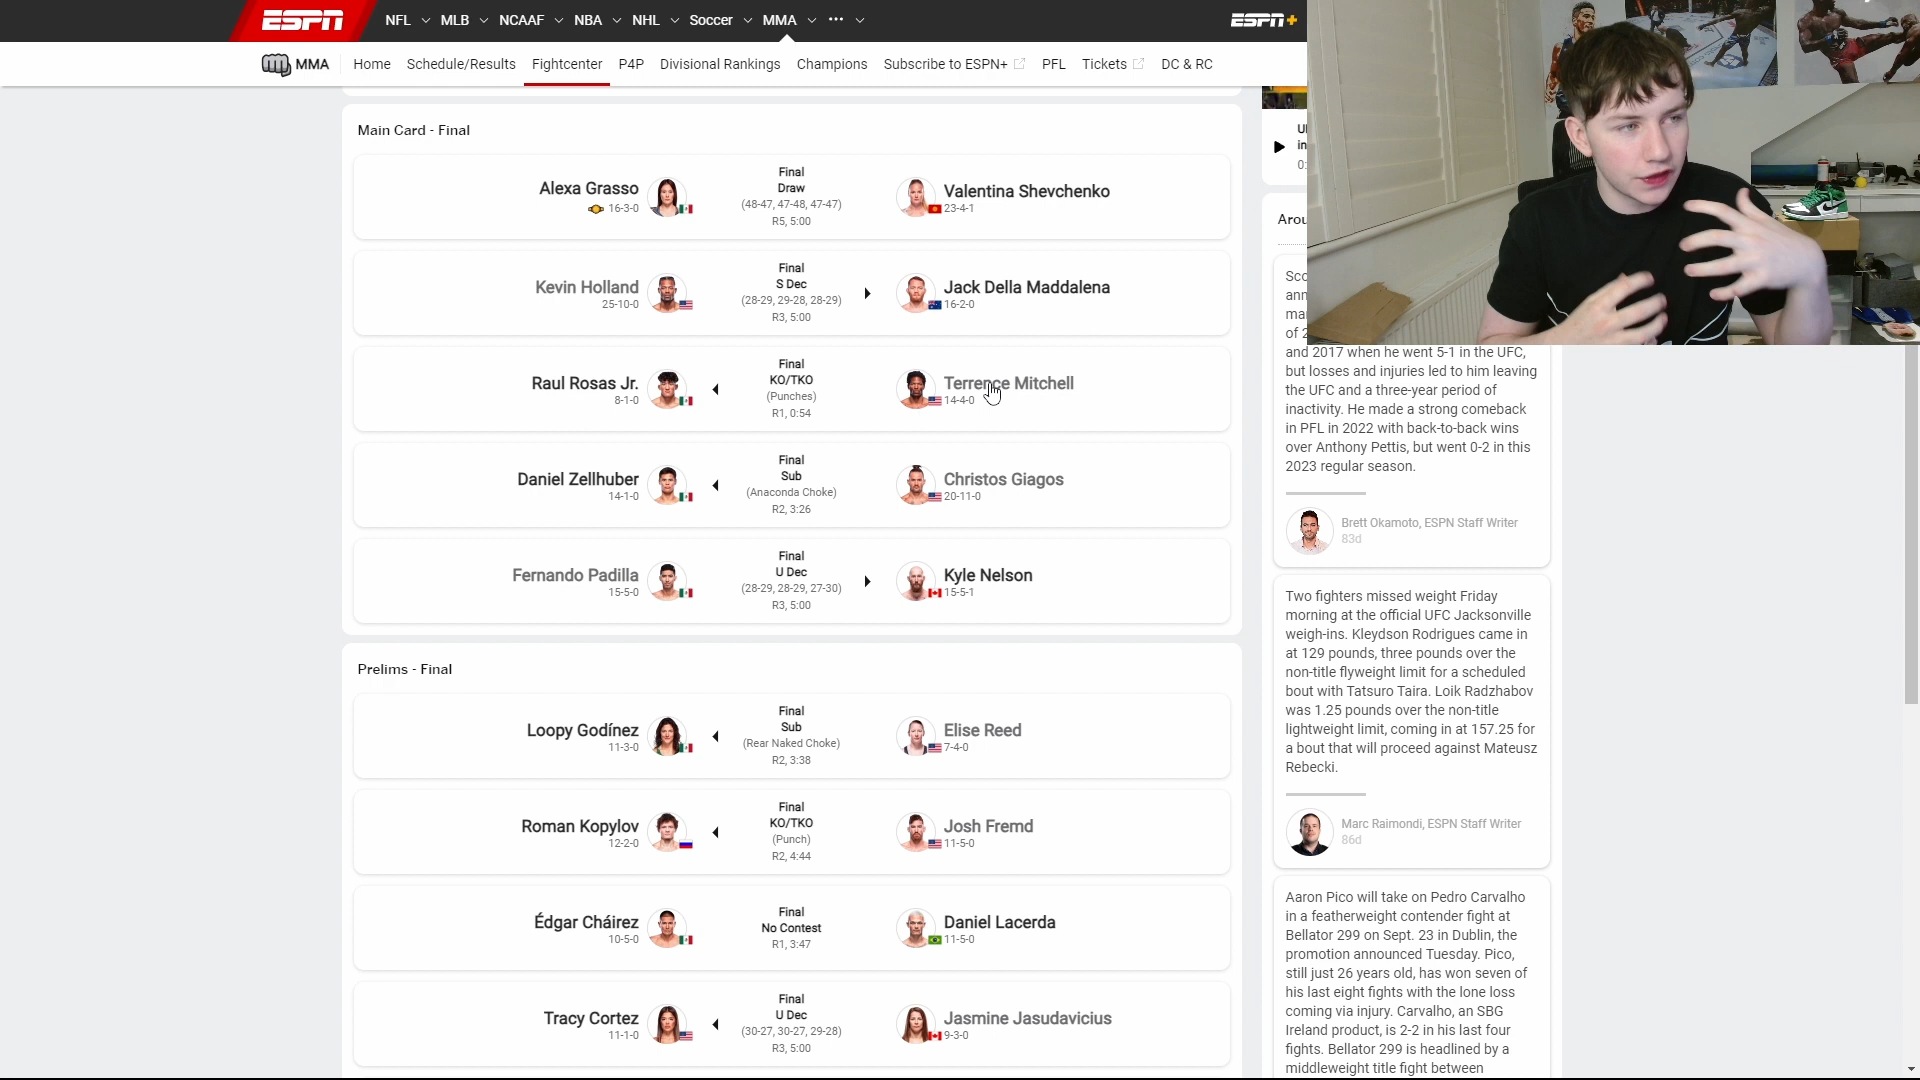 ESPN
NFL MLB NCAAF NBA NHL Soccer MMA •••
ESPN+
MMA Home Schedule/Results Fightcenter P4P Divisional Rankings Champions Subscribe to ESPN+ PFL Tickets DC & RC
Main Card - Final
Alexa Grasso
16-3-0
Final
Draw
(48-47, 47-48, 47-47)
R5, 5:00
Valentina Shevchenko
23-4-1
Kevin Holland
25-10-0
Final
S Dec
(28-29, 29-28, 28-29)
R3, 5:00
Jack Della Maddalena
16-2-0
Raul Rosas Jr.
8-1-0
Final
KO/TKO
(Punches)
R1, 0:54
Terrence Mitchell
14-4-0
Daniel Zellhuber
14-1-0
Final
Sub
(Anaconda Choke)
R2, 3:26
Christos Giagos
20-11-0
Fernando Padilla
15-5-0
Final
U Dec
(28-29, 28-29, 27-30)
R3, 5:00
Kyle Nelson
15-5-1
Prelims - Final
Loopy Godínez
11-3-0
Final
Sub
(Rear Naked Choke)
R2, 3:38
Elise Reed
7-4-0
Roman Kopylov
12-2-0
Final
KO/TKO
(Punch)
R2, 4:44
Josh Fremd
11-5-0
Édgar Cháirez
10-5-0
Final
No Contest
R1, 3:47
Daniel Lacerda
11-5-0
Tracy Cortez
11-1-0
Final
U Dec
(30-27, 30-27, 29-28)
R3, 5:00
Jasmine Jasudavicius
9-3-0
in
of 2
and 2017 when he went 5-1 in the UFC,
but losses and injuries led to him leaving
the UFC and a three-year period of
inactivity. He made a strong comeback
in PFL in 2022 with back-to-back wins
over Anthony Pettis, but went 0-2 in this
2023 regular season.
Brett Okamoto, ESPN Staff Writer
83d
Two fighters missed weight Friday
morning at the official UFC Jacksonville
weigh-ins. Kleydson Rodrigues came in
at 129 pounds, three pounds over the
non-title flyweight limit for a scheduled
bout with Tatsuro Taira. Loik Radzhabov
was 1.25 pounds over the non-title
lightweight limit, coming in at 157.25 for
a bout that will proceed against Mateusz
Rebecki.
Marc Raimondi, ESPN Staff Writer
86d
Aaron Pico will take on Pedro Carvalho
in a featherweight contender fight at
Bellator 299 on Sept. 23 in Dublin, the
promotion announced Tuesday. Pico,
still just 26 years old, has won seven of
his last eight fights with the lone loss
coming via injury. Carvalho, an SBG
Ireland product, is 2-2 in his last four
fights. Bellator 299 is headlined by a
middleweight title fight between